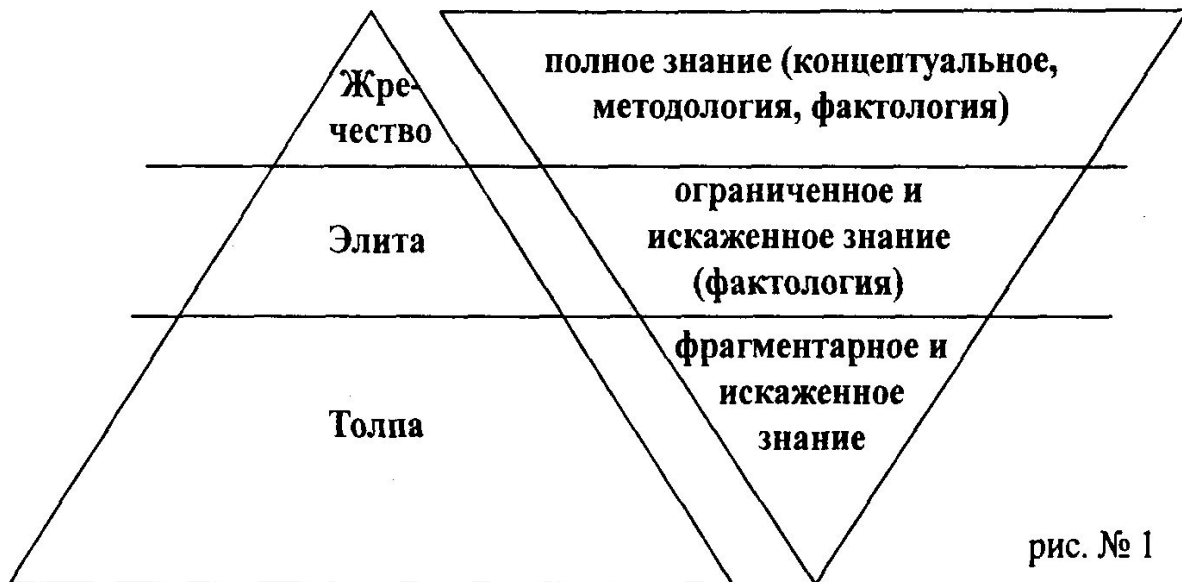 Жре-
чество
полное знание (концептуальное,
методология, фактология)
Элита
ограниченное и
искаженное знание
(фактология)
Толпа
фрагментарное и
искаженное
знание
рис. № 1